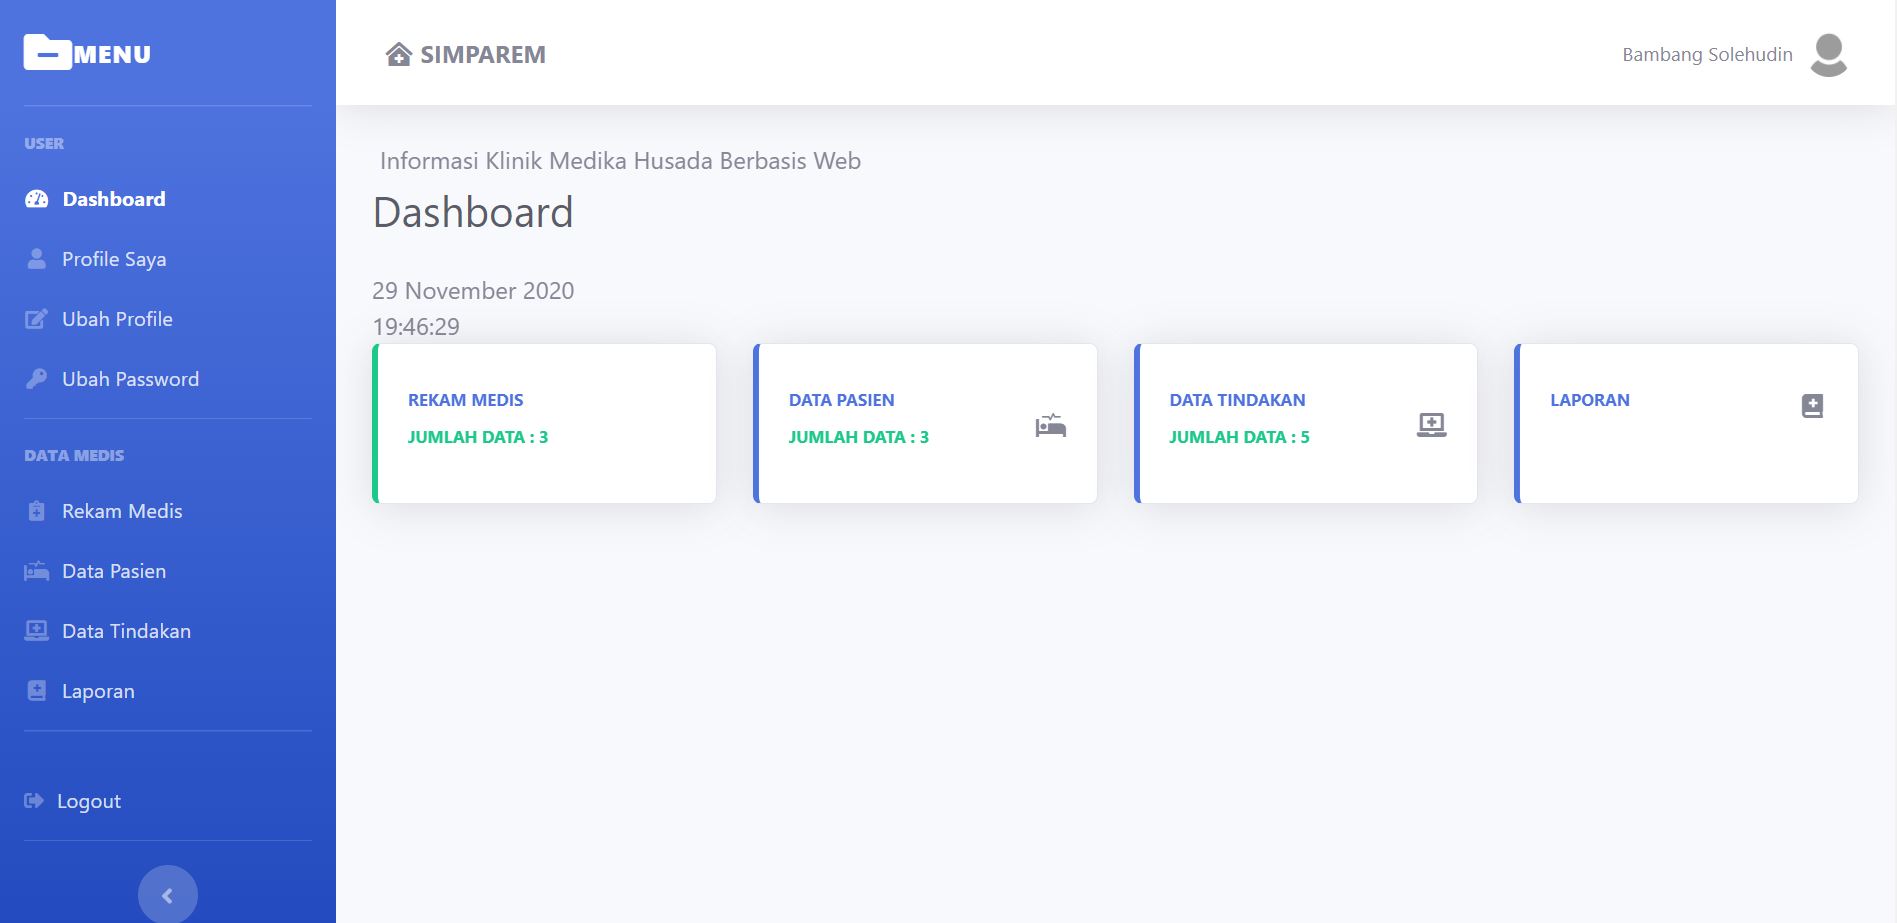 MENU
USER
Dashboard
Profile Saya
Ubah Profile
Ubah Password
DATA MEDIS
Rekam Medis
Data Pasien
Data Tindakan
Laporan
Logout
SIMPAREM
Bambang Solehudin
Informasi Klinik Medika Husada Berbasis Web
Dashboard
29 November 2020
19:46:29
REKAM MEDIS
JUMLAH DATA : 3
DATA PASIEN
JUMLAH DATA : 3
DATA TINDAKAN
JUMLAH DATA : 5
LAPORAN